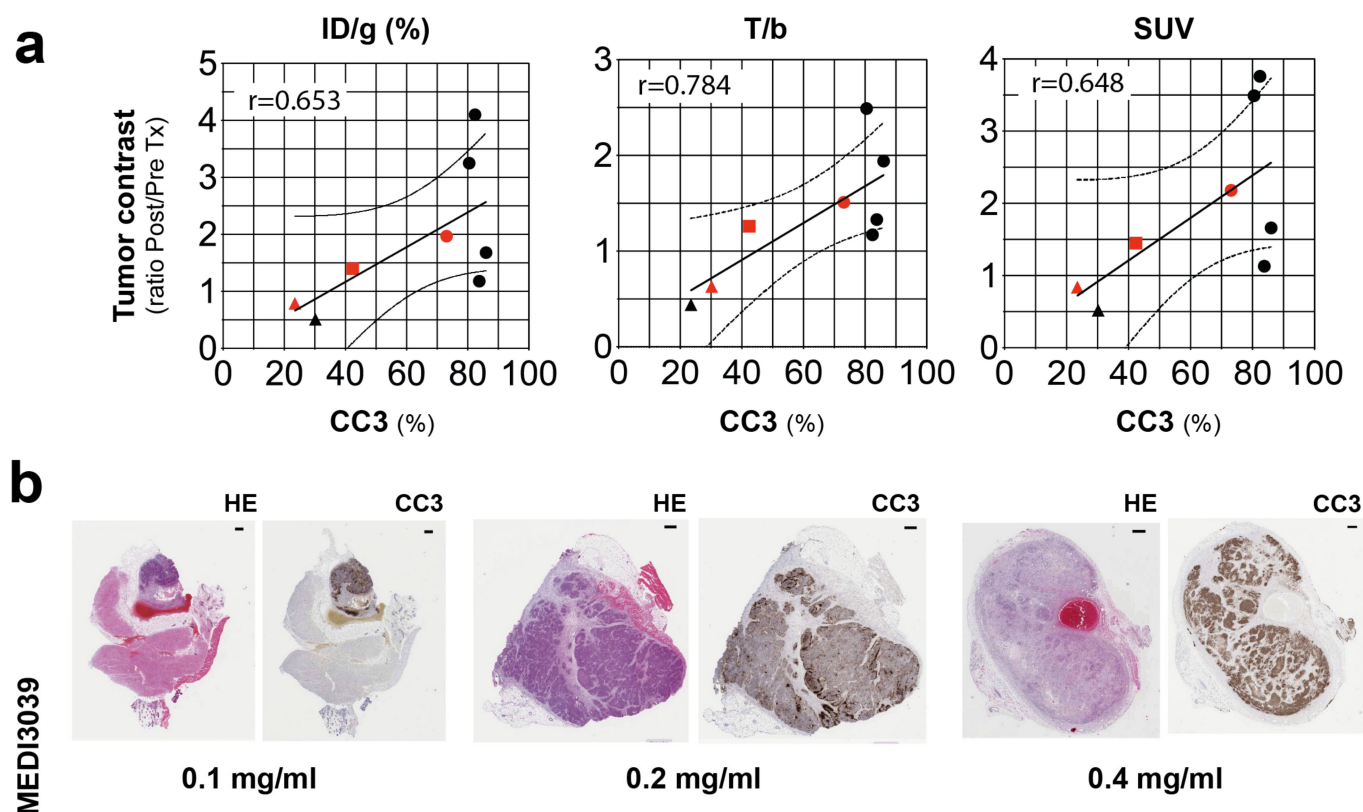 a
ID/g (%)
T/b
SUV
Tumor contrast
(ratio Post/Pre Tx)
5
4
3
2
1
0
r=0.653
0 20 40 60 80 100
CC3 (%)
3
2
1
0
r=0.784
0 20 40 60 80 100
CC3 (%)
4
3
2
1
0
r=0.648
0 20 40 60 80 100
CC3 (%)
b
HE CC3 HE CC3 HE CC3
MEDI3039
0.1 mg/ml 0.2 mg/ml 0.4 mg/ml